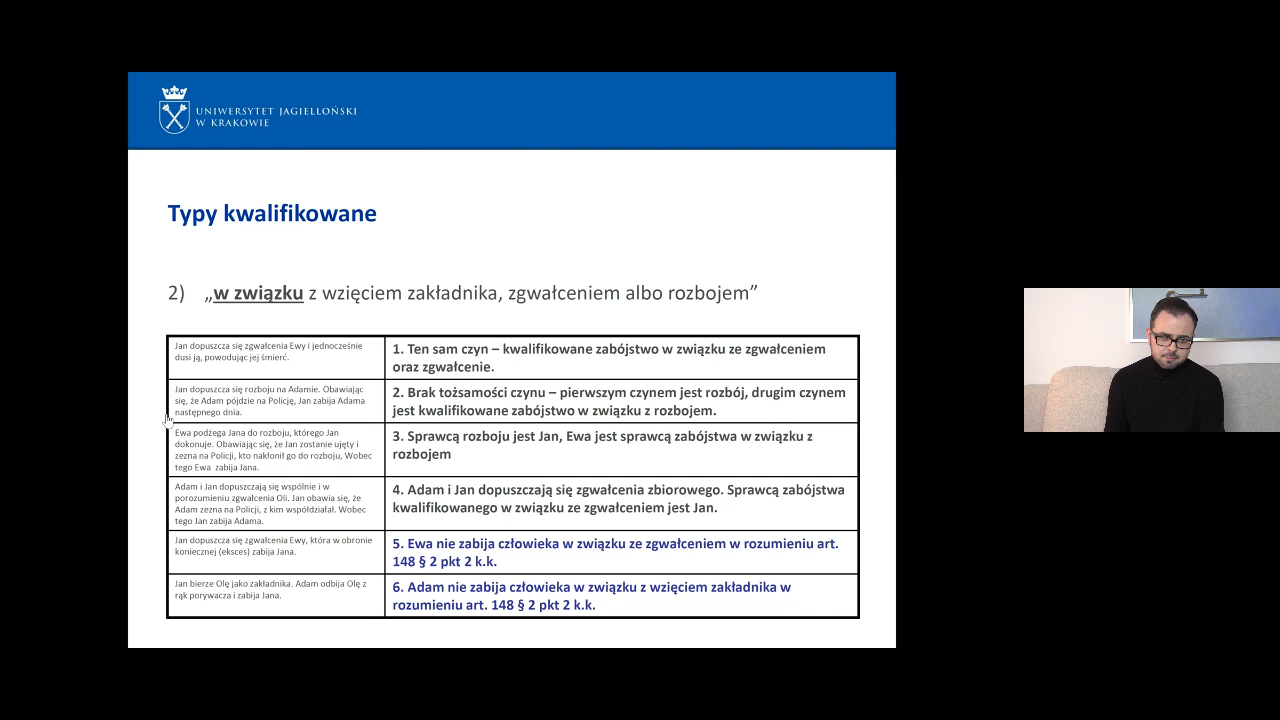 UNIWERSYTET JAGIELLOŃSKI
W KRAKOWIE
Typy kwalifikowane
2) „w związku z wzięciem zakładnika, zgwałceniem albo rozbojem”
Jan dopuszcza się zgwałcenia Ewy i jednocześnie
dusi ją, powodując jej śmierć.
1. Ten sam czyn – kwalifikowane zabójstwo w związku ze zgwałceniem
oraz zgwałcenie.
Jan dopuszcza się rozboju na Adamie. Obawiając
się, że Adam pójdzie na Policję, Jan zabija Adama
następnego dnia.
2. Brak tożsamości czynu – pierwszym czynem jest rozbój, drugim czynem
jest kwalifikowane zabójstwo w związku z rozbojem.
Ewa podżega Jana do rozboju, którego Jan
dokonuje. Obawiając się, że Jan zostanie ujęty i
zezna na Policji, kto nakłonił go do rozboju, Wobec
tego Ewa zabija Jana.
3. Sprawcą rozboju jest Jan, Ewa jest sprawcą zabójstwa w związku z
rozbojem
Adam i Jan dopuszczają się wspólnie i w
porozumieniu zgwałcenia Oli. Jan obawia się, że
Adam zezna na Policji, z kim współdziałał. Wobec
tego Jan zabija Adama.
4. Adam i Jan dopuszczają się zgwałcenia zbiorowego. Sprawcą zabójstwa
kwalifikowanego w związku ze zgwałceniem jest Jan.
Jan dopuszcza się zgwałcenia Ewy, która w obronie
koniecznej (eksces) zabija Jana.
5. Ewa nie zabija człowieka w związku ze zgwałceniem w rozumieniu art.
148 § 2 pkt 2 k.k.
Jan bierze Olę jako zakładnika. Adam odbija Olę z
rąk porywacza i zabija Jana.
6. Adam nie zabija człowieka w związku z wzięciem zakładnika w
rozumieniu art. 148 § 2 pkt 2 k.k.